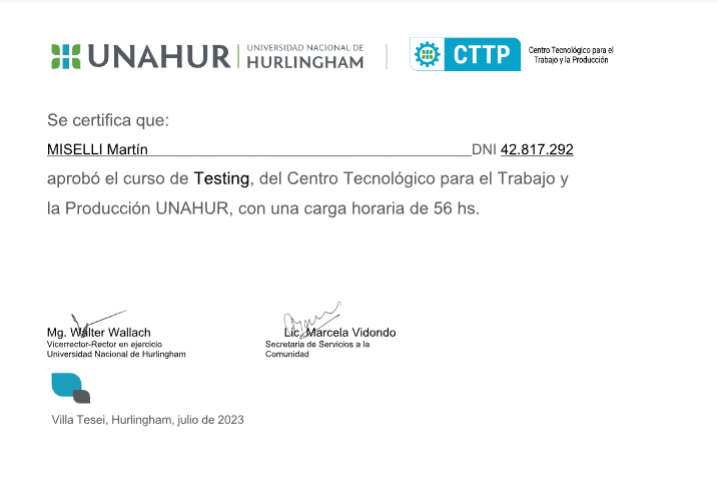 UNAHUR UNIVERSIDAD NACIONAL DE HURLINGHAM
CTTP Centro Tecnológico para el Trabajo y la Producción
Se certifica que:
MISELLI Martín DNI 42.817.292
aprobó el curso de Testing, del Centro Tecnológico para el Trabajo y
la Producción UNAHUR, con una carga horaria de 56 hs.
Mg. Walter Wallach
Vicerrector-Rector en ejercicio
Universidad Nacional de Hurlingham
Lic. Marcela Vidondo
Secretaria de Servicios a la
Comunidad
Villa Tesei, Hurlingham, julio de 2023